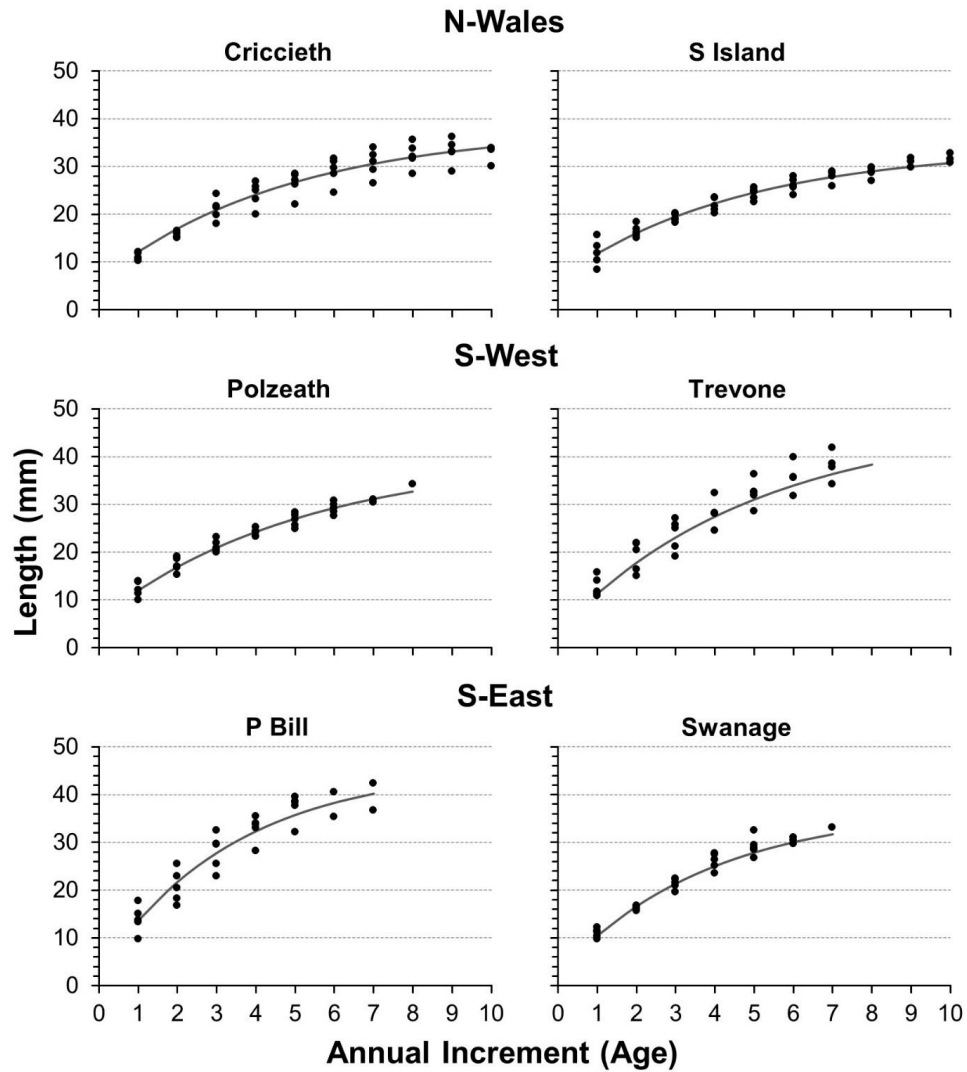 N-Wales
Criccieth
S Island
50
40
30
20
10
0
S-West
Polzeath
Trevone
50
40
30
20
10
0
Length (mm)
S-East
P Bill
Swanage
50
40
30
20
10
0
0 1 2 3 4 5 6 7 8 9 10
0 1 2 3 4 5 6 7 8 9 10
Annual Increment (Age)